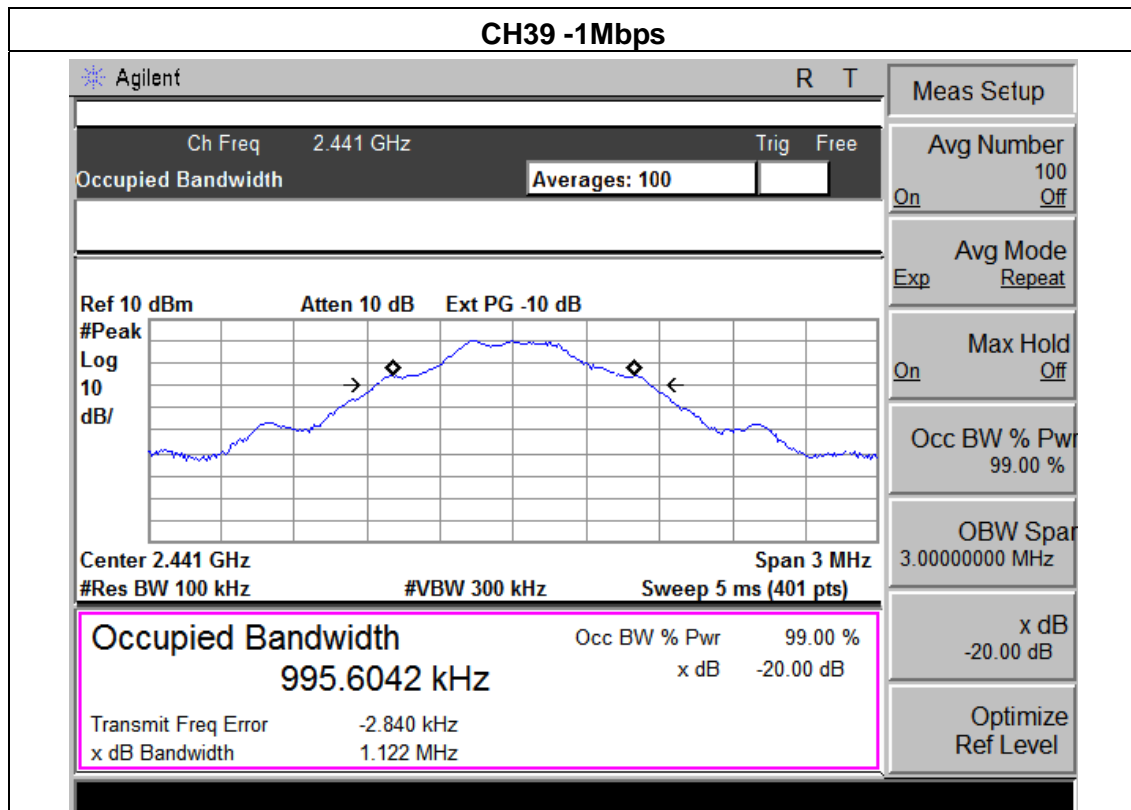 CH39 -1Mbps
Agilent R T
Ch Freq 2.441 GHz Trig Free
Occupied Bandwidth Averages: 100
Ref 10 dBm Atten 10 dB Ext PG -10 dB
#Peak
Log
10
dB/
Center 2.441 GHz Span 3 MHz
#Res BW 100 kHz #VBW 300 kHz Sweep 5 ms (401 pts)
Occupied Bandwidth Occ BW % Pwr 99.00 %
995.6042 kHz x dB -20.00 dB
Transmit Freq Error -2.840 kHz
x dB Bandwidth 1.122 MHz
Meas Setup
Avg Number
100
On Off
Avg Mode
Exp Repeat
Max Hold
On Off
Occ BW % Pwr
99.00 %
OBW Span
3.00000000 MHz
x dB
-20.00 dB
Optimize
Ref Level